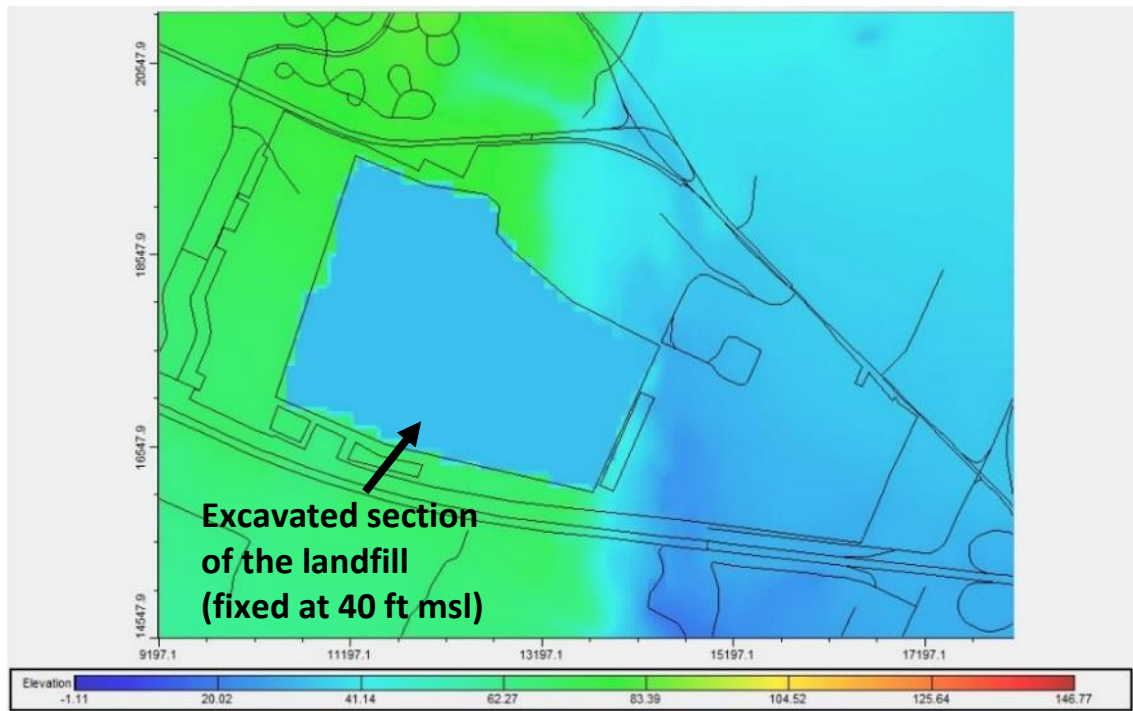 20547.9
18547.9
16547.9
14547.9
Excavated section
of the landfill
(fixed at 40 ft msl)
9197.1 11197.1 13197.1 15197.1 17197.1
Elevation
-1.11 20.02 41.14 62.27 83.39 104.52 125.64 146.77